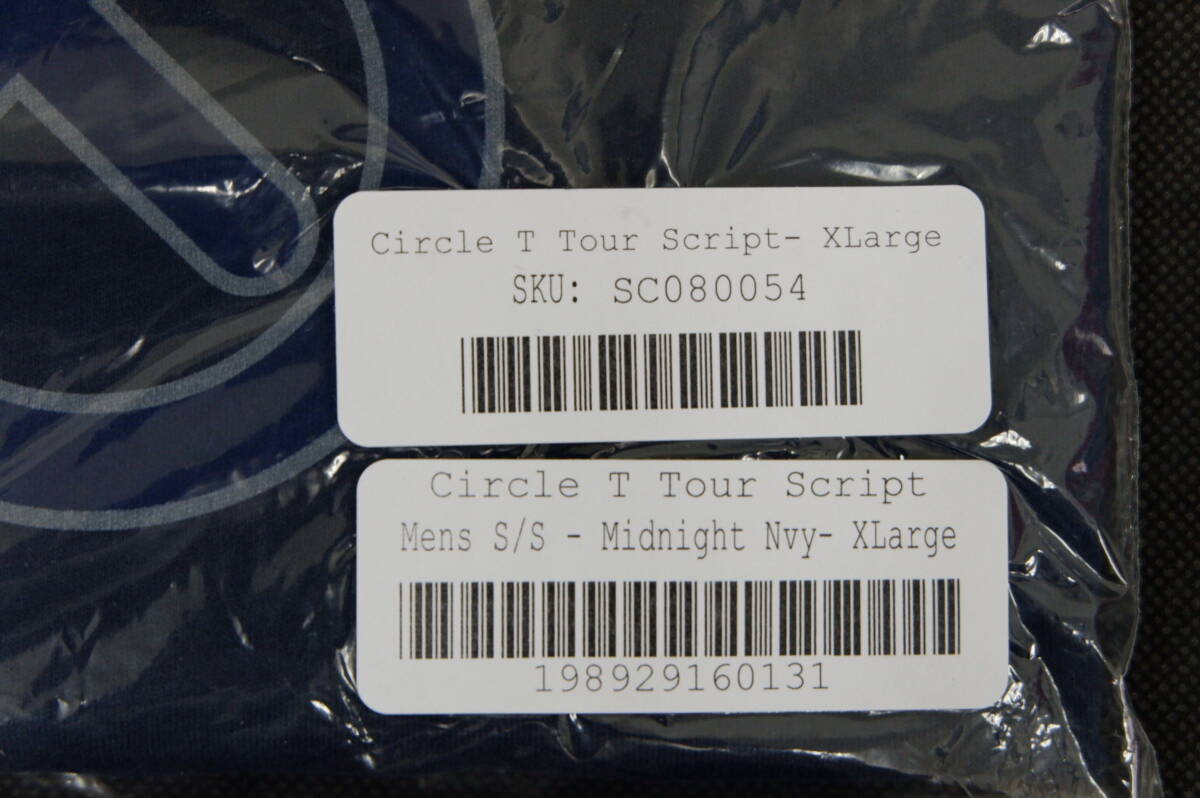 Circle T Tour Script- XLarge
SKU: SC080054
Circle T Tour Script
Mens S/S - Midnight Nvy- XLarge
198929160131